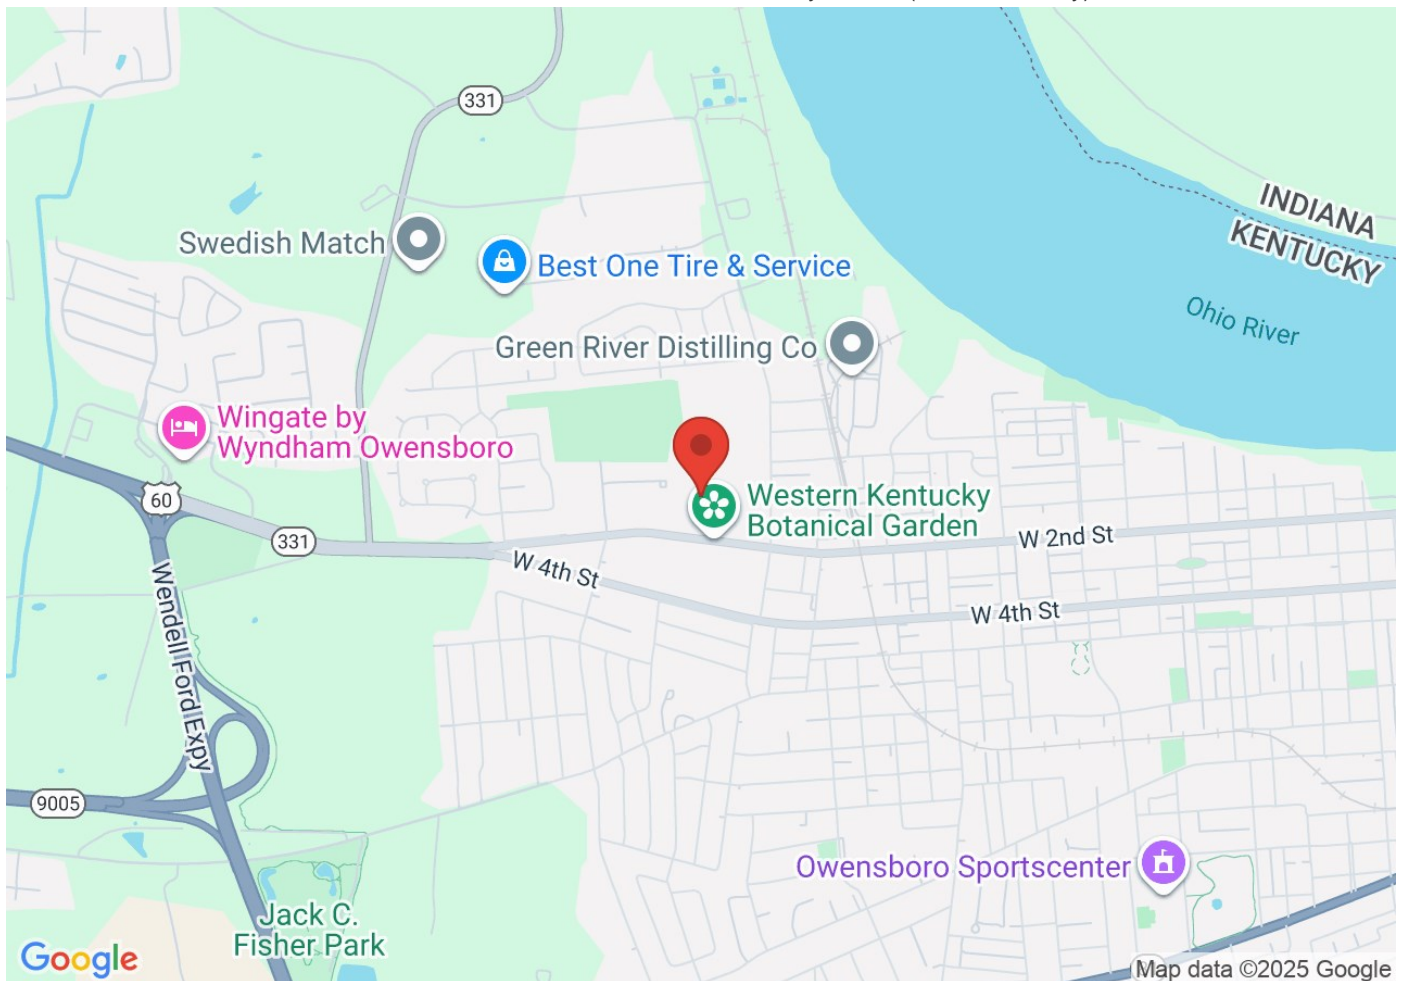 331
INDIANA
KENTUCKY
Swedish Match
Best One Tire & Service
Ohio River
Green River Distilling Co
Wingate by
Wyndham Owensboro
60
Western Kentucky
Botanical Garden
331
W 2nd St
W 4th St
W 4th St
Wendell Ford Expy
9005
Owensboro Sportscenter
Jack C.
Fisher Park
Google
Map data ©2025 Google